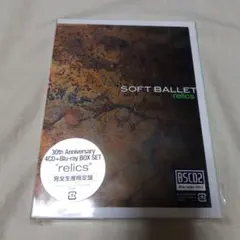 SOFT BALLET
relics
30th Anniversary
4CD+Blu-ray BOX SET
"relics"
完全生産限定盤
BSCD2